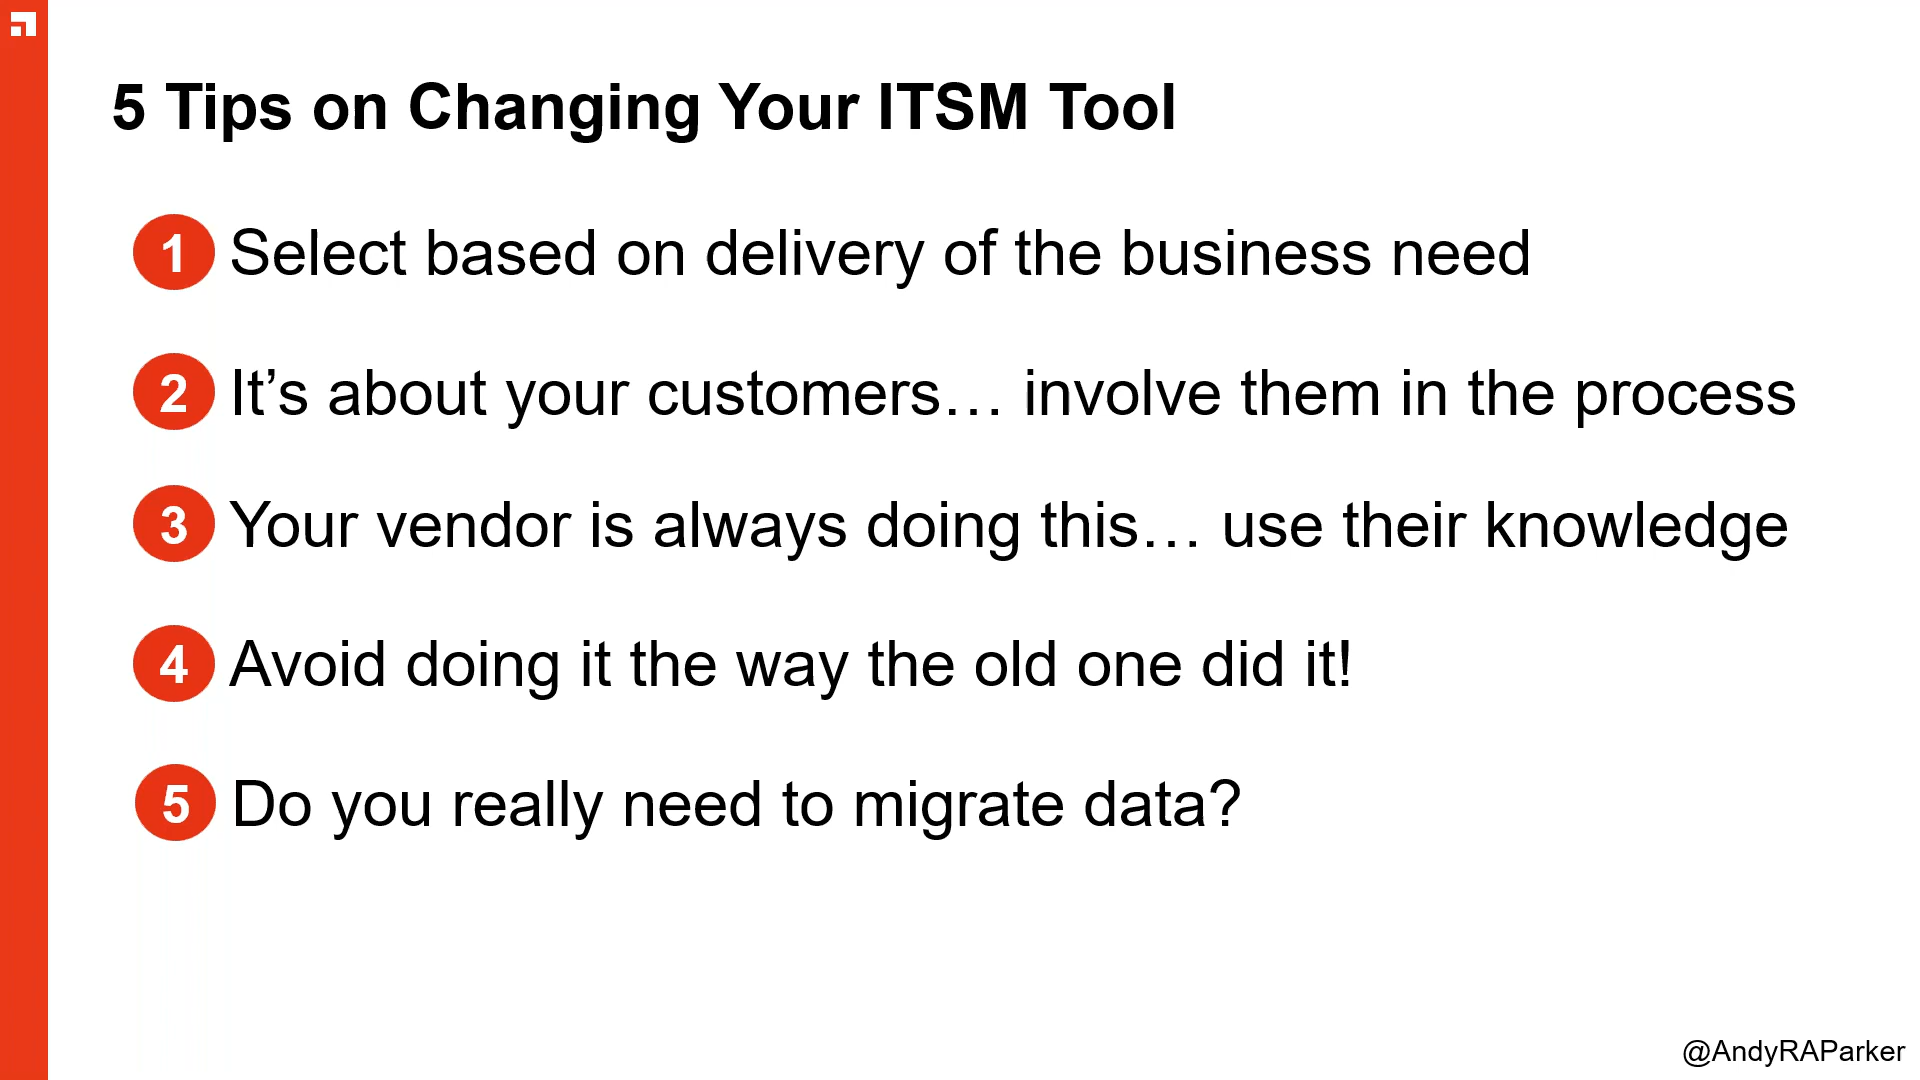 5 Tips on Changing Your ITSM Tool
1 Select based on delivery of the business need
2 It’s about your customers… involve them in the process
3 Your vendor is always doing this… use their knowledge
4 Avoid doing it the way the old one did it!
5 Do you really need to migrate data?
@AndyRAParker